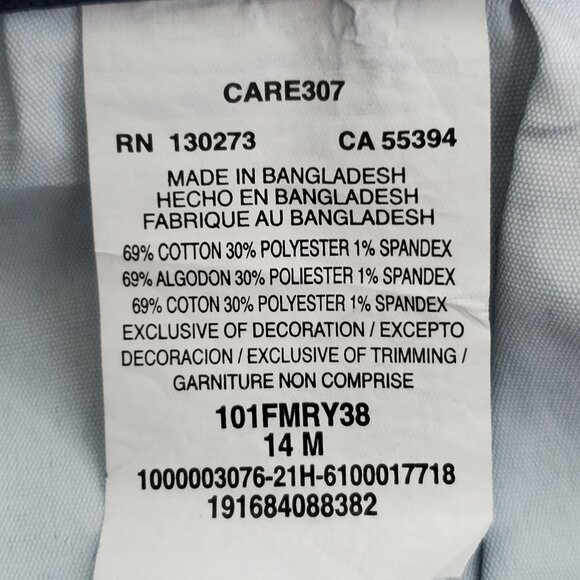 CARE307
RN 130273 CA 55394
MADE IN BANGLADESH
HECHO EN BANGLADESH
FABRIQUE AU BANGLADESH
69% COTTON 30% POLYESTER 1% SPANDEX
69% ALGODON 30% POLIESTER 1% SPANDEX
69% COTON 30% POLYESTER 1% SPANDEX
EXCLUSIVE OF DECORATION / EXCEPTO
DECORACION / EXCLUSIVE OF TRIMMING /
GARNITURE NON COMPRISE
101FMRY38
14 M
1000003076-21H-6100017718
191684088382